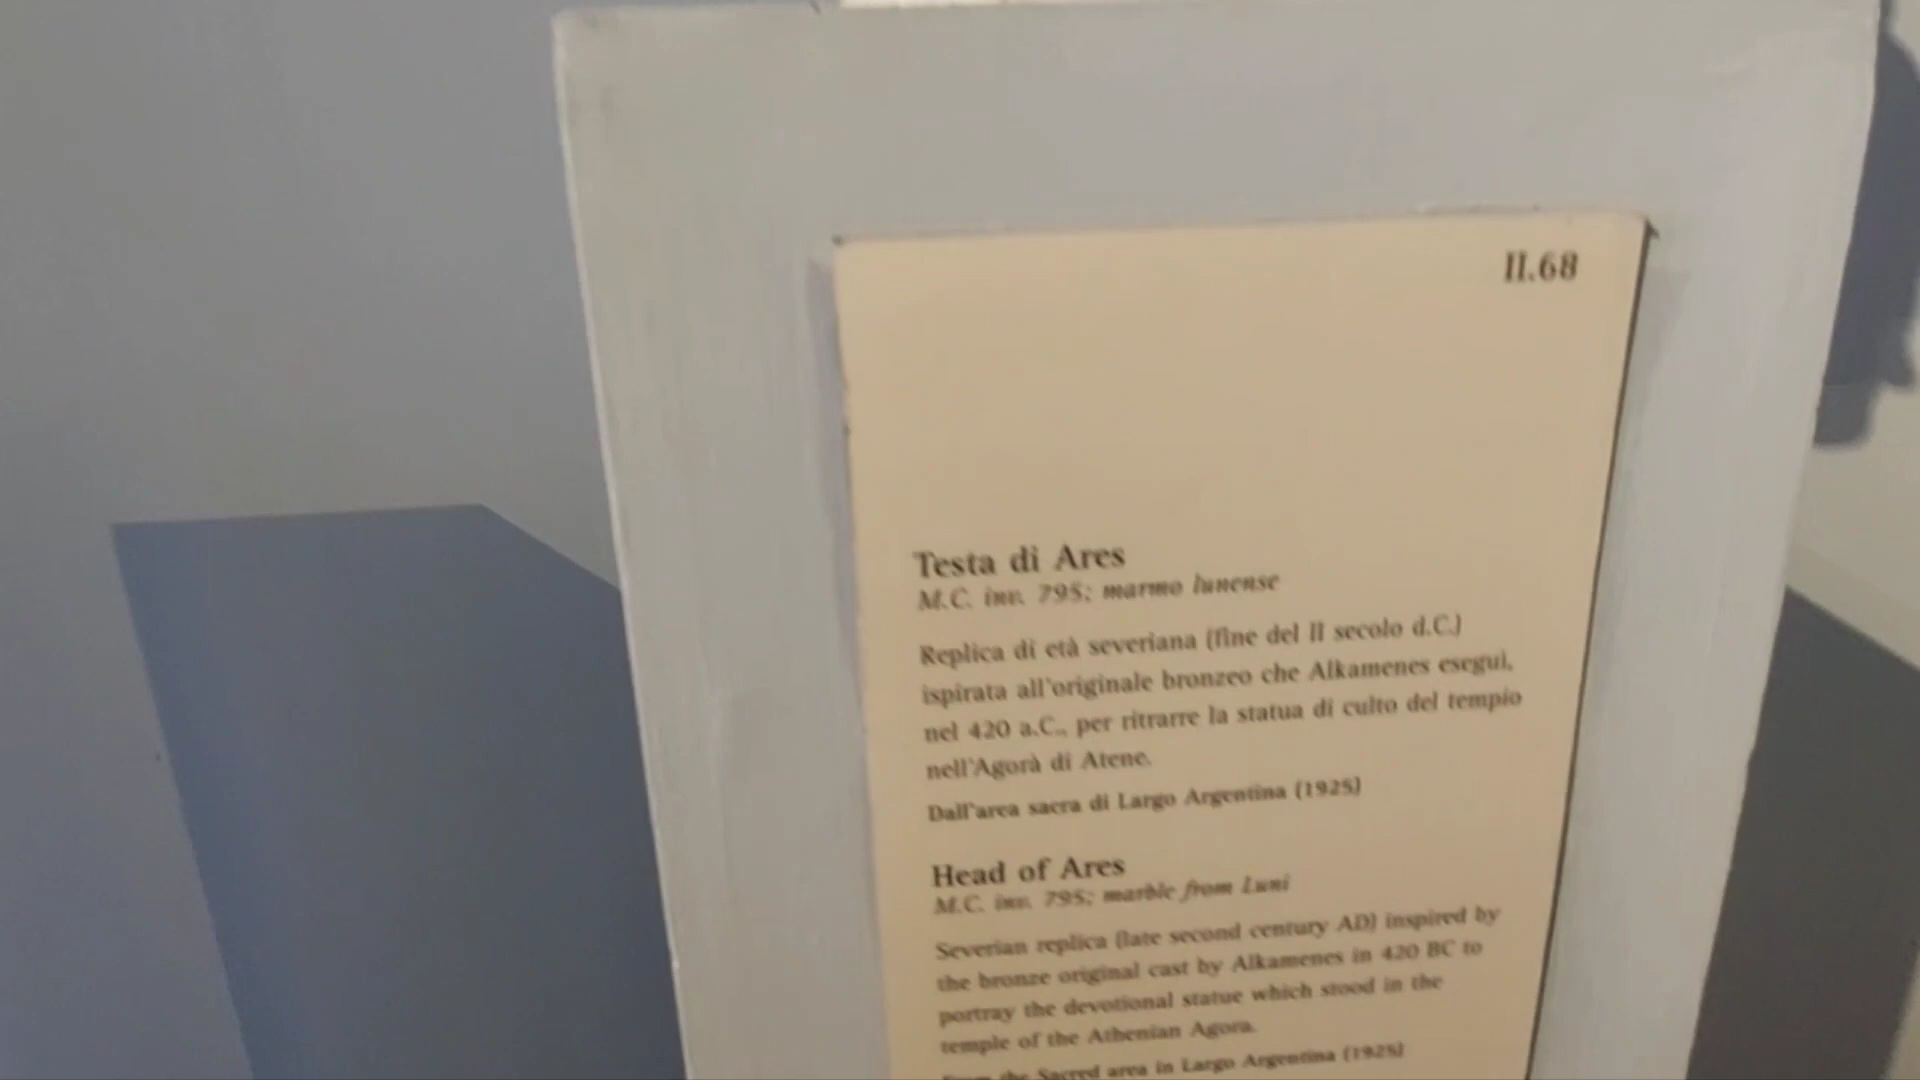 II.68
Testa di Ares
M.C. inv. 795; marmo lunense
Replica di età severiana (fine del II secolo d.C.)
ispirata all'originale bronzeo che Alkamenes eseguì,
nel 420 a.C., per ritrarre la statua di culto del tempio
nell'Agorà di Atene.
Dall'area sacra di Largo Argentina (1925)
Head of Ares
M.C. inv. 795; marble from Luni
Severian replica (late second century AD) inspired by
the bronze original cast by Alkamenes in 420 BC to
portray the devotional statue which stood in the
temple of the Athenian Agora.
the Sacred area in Largo Argentina (1925)